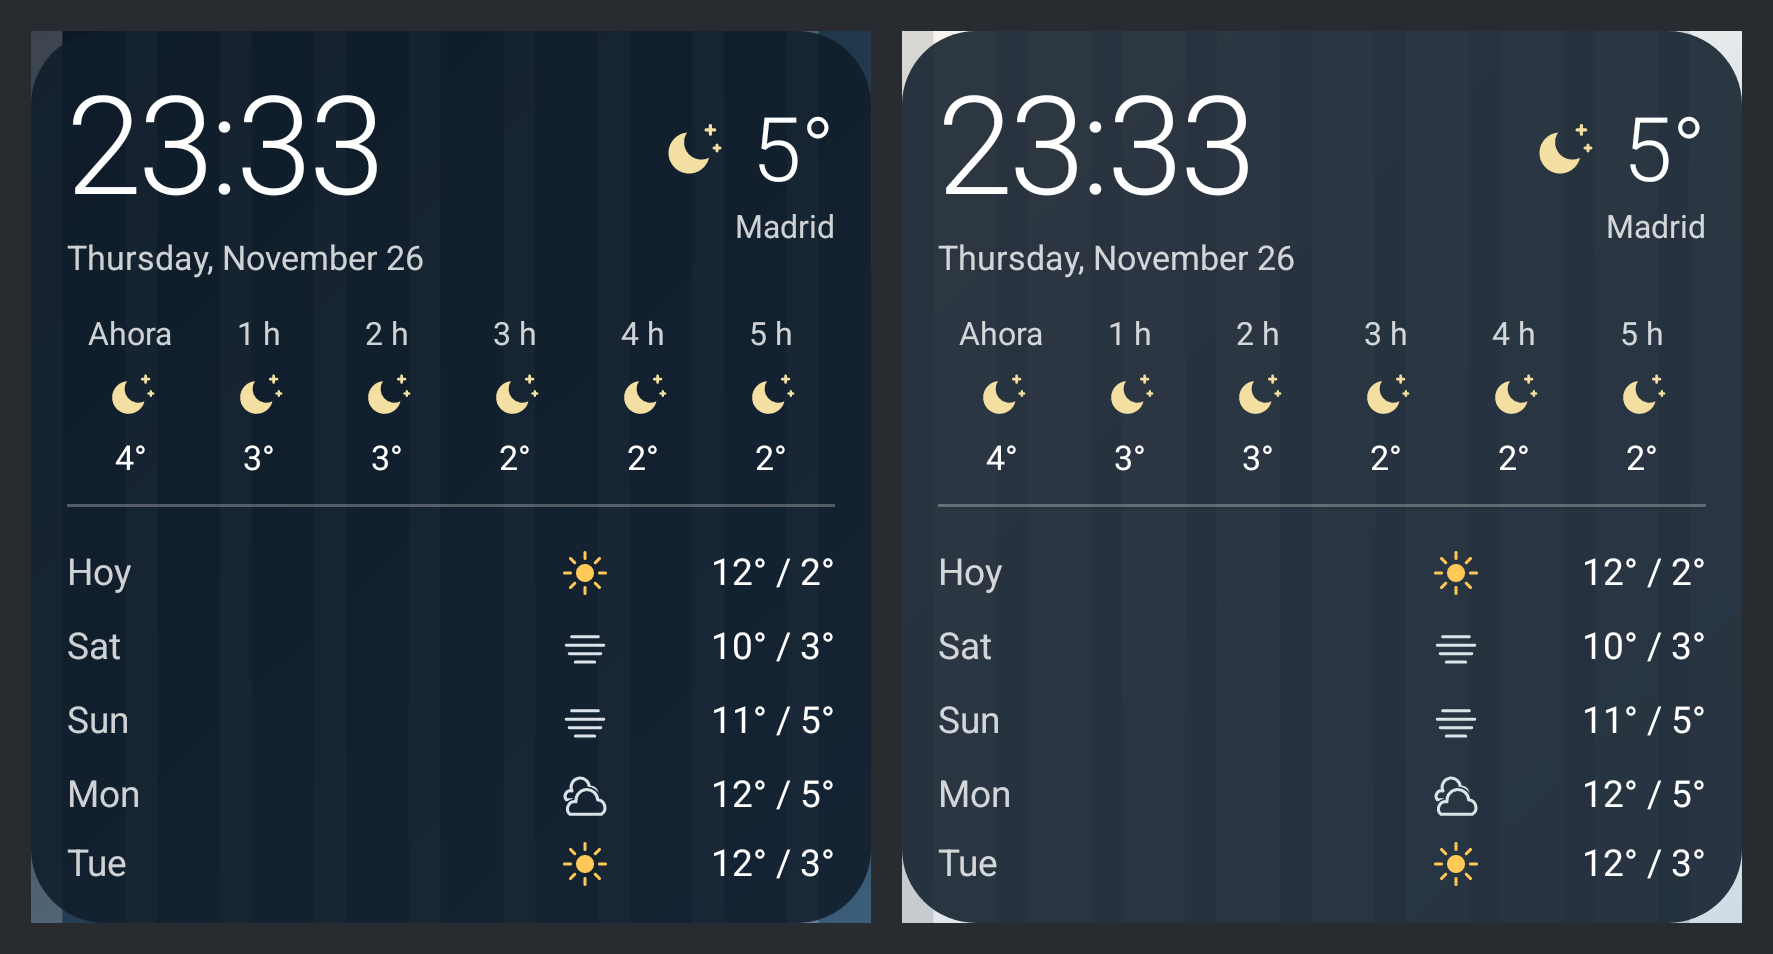 23:33
5°
Madrid
Thursday, November 26
Ahora 1 h 2 h 3 h 4 h 5 h
4° 3° 3° 2° 2° 2°
Hoy 12° / 2°
Sat 10° / 3°
Sun 11° / 5°
Mon 12° / 5°
Tue 12° / 3°
23:33
5°
Madrid
Thursday, November 26
Ahora 1 h 2 h 3 h 4 h 5 h
4° 3° 3° 2° 2° 2°
Hoy 12° / 2°
Sat 10° / 3°
Sun 11° / 5°
Mon 12° / 5°
Tue 12° / 3°